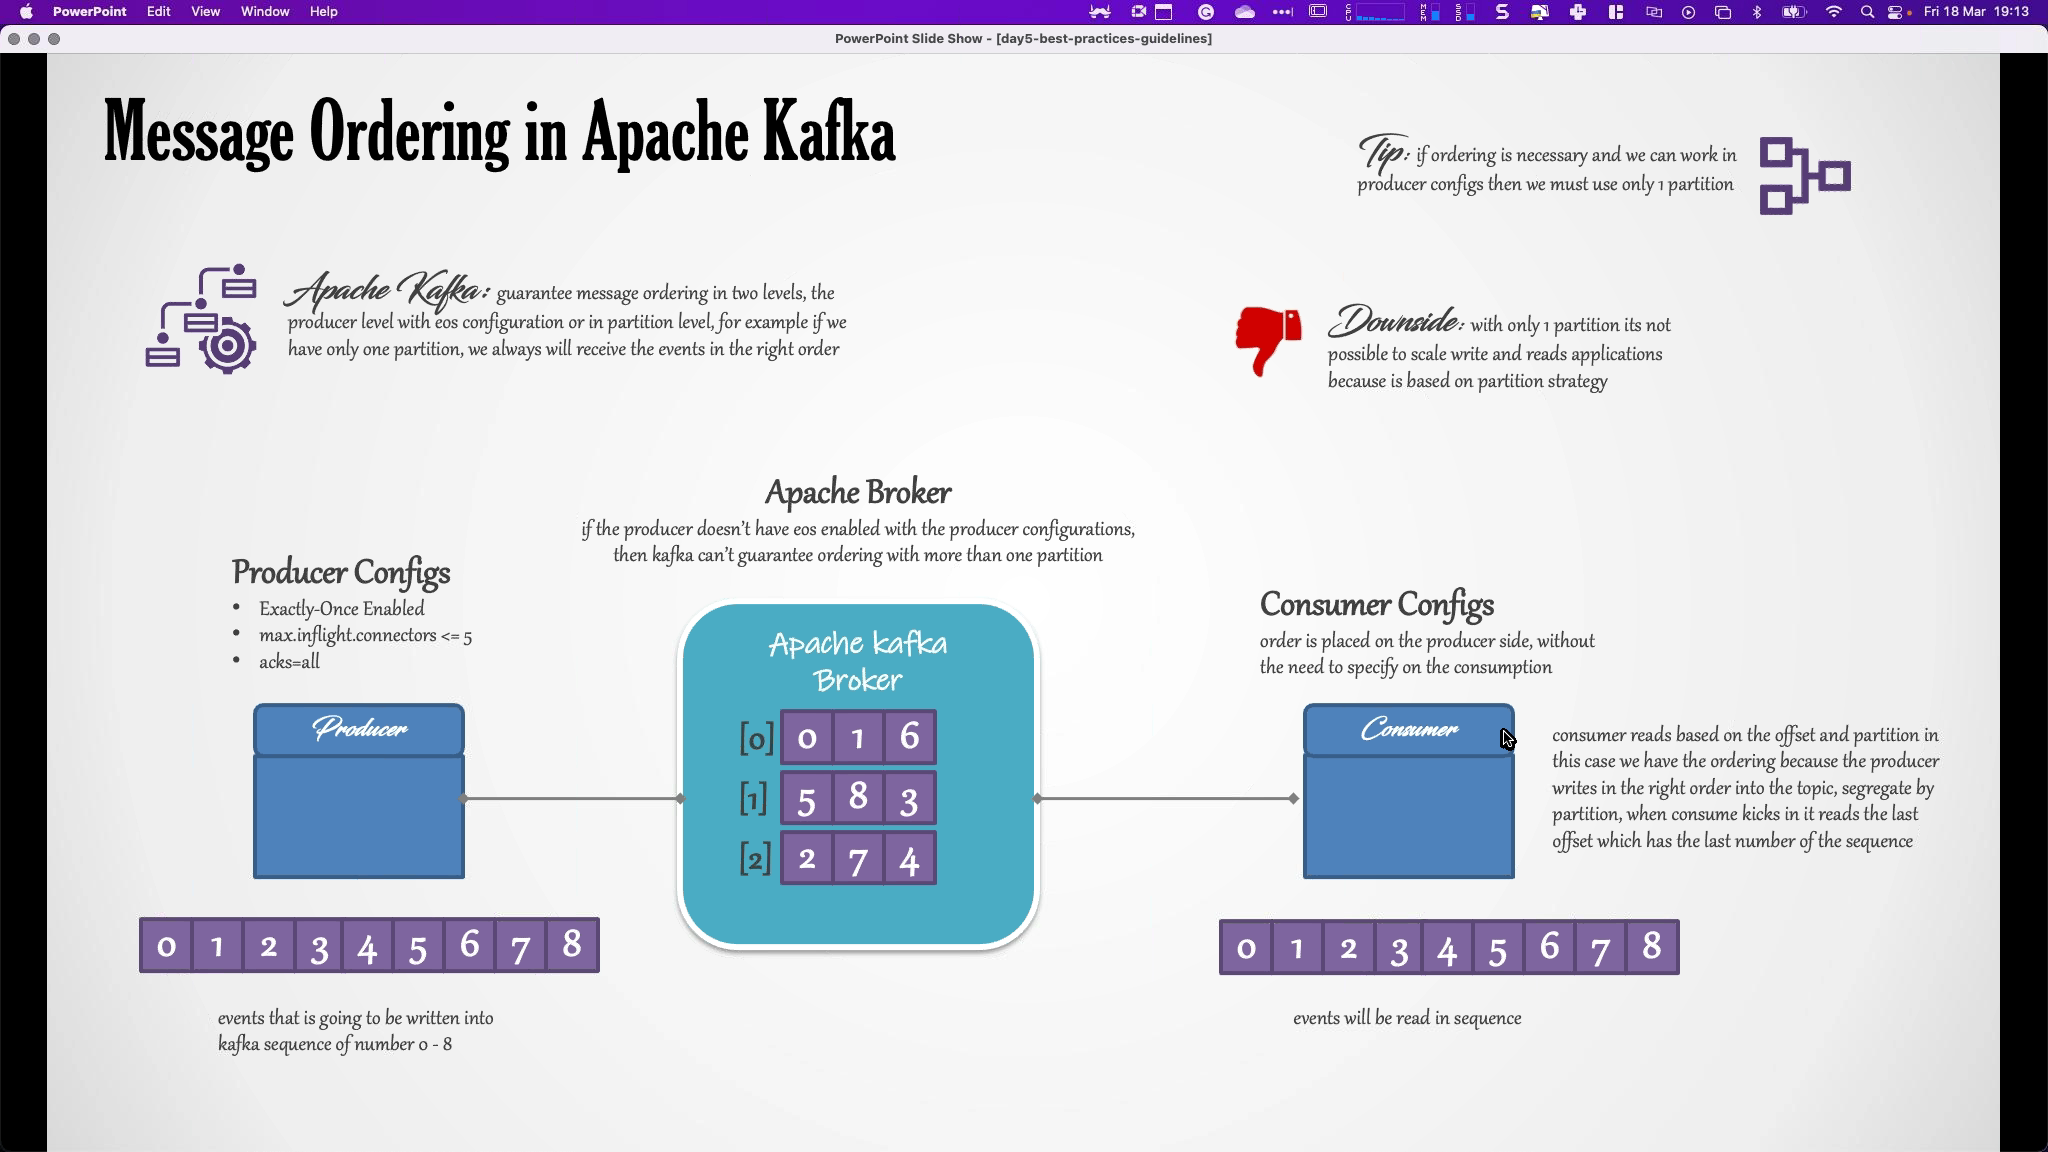 PowerPoint Edit View Window Help
Fri 18 Mar 19:13
PowerPoint Slide Show - [day5-best-practices-guidelines]
Message Ordering in Apache Kafka
Tip: if ordering is necessary and we can work in
producer configs then we must use only 1 partition
Apache Kafka: guarantee message ordering in two levels, the
producer level with eos configuration or in partition level, for example if we
have only one partition, we always will receive the events in the right order
Downside: with only 1 partition its not
possible to scale write and reads applications
because is based on partition strategy
Apache Broker
if the producer doesn't have eos enabled with the producer configurations,
then kafka can't guarantee ordering with more than one partition
Producer Configs
• Exactly-Once Enabled
• max.inflight.connectors <= 5
• acks=all
Producer
0 1 2 3 4 5 6 7 8
events that is going to be written into
kafka sequence of number 0 - 8
Apache kafka
Broker
[0] 0 1 6
[1] 5 8 3
[2] 2 7 4
Consumer Configs
order is placed on the producer side, without
the need to specify on the consumption
Consumer
consumer reads based on the offset and partition in
this case we have the ordering because the producer
writes in the right order into the topic, segregate by
partition, when consume kicks in it reads the last
offset which has the last number of the sequence
0 1 2 3 4 5 6 7 8
events will be read in sequence